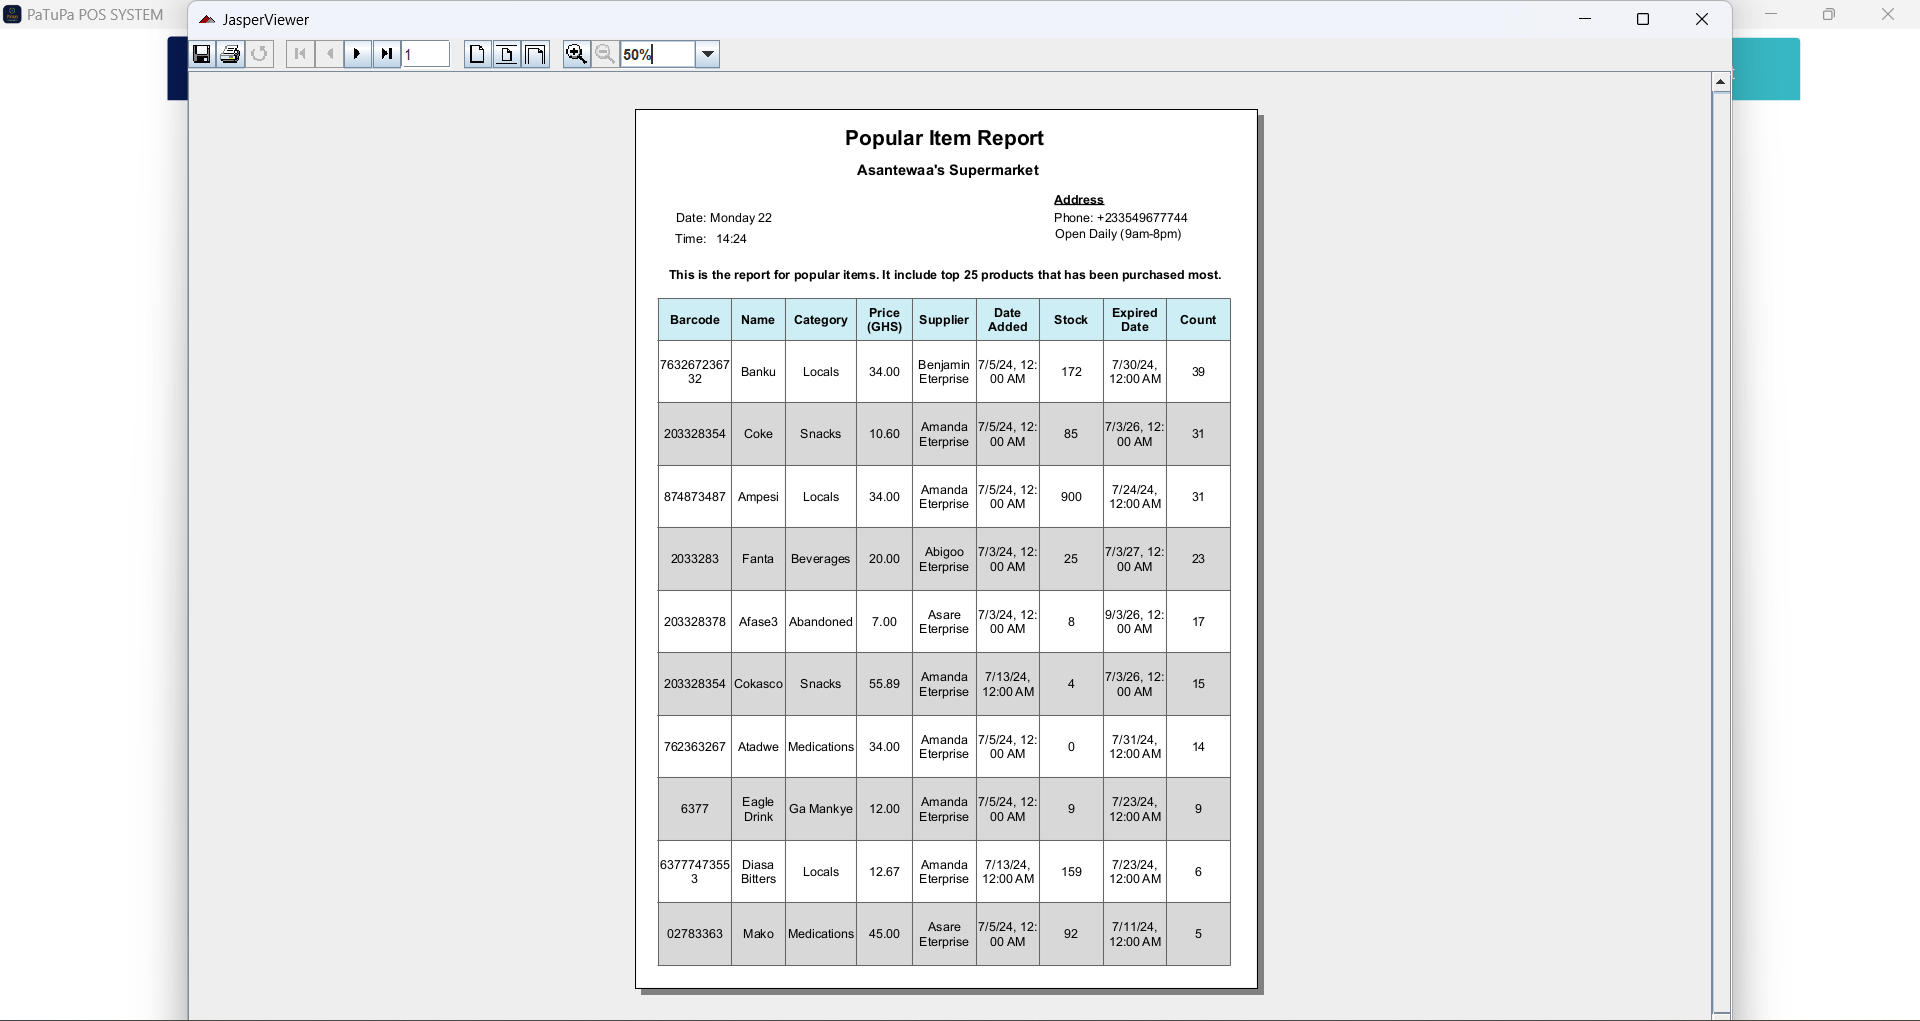 PaTuPa POS SYSTEM
JasperViewer
1
50%
Popular Item Report
Asantewaa's Supermarket
Address
Date: Monday 22
Phone: +233549677744
Time: 14:24
Open Daily (9am-8pm)
This is the report for popular items. It include top 25 products that has been purchased most.
Barcode Name Category Price (GHS) Supplier Date Added Stock Expired Date Count
763267236732 Banku Locals 34.00 Benjamin Eterprise 7/5/24, 12:00 AM 172 7/30/24, 12:00 AM 39
203328354 Coke Snacks 10.60 Amanda Eterprise 7/5/24, 12:00 AM 85 7/3/26, 12:00 AM 31
874873487 Ampesi Locals 34.00 Amanda Eterprise 7/5/24, 12:00 AM 900 7/24/24, 12:00 AM 31
2033283 Fanta Beverages 20.00 Abigoo Eterprise 7/3/24, 12:00 AM 25 7/3/27, 12:00 AM 23
203328378 Afase3 Abandoned 7.00 Asare Eterprise 7/3/24, 12:00 AM 8 9/3/26, 12:00 AM 17
203328354 Cokasco Snacks 55.89 Amanda Eterprise 7/13/24, 12:00 AM 4 7/3/26, 12:00 AM 15
762363267 Atadwe Medications 34.00 Amanda Eterprise 7/5/24, 12:00 AM 0 7/31/24, 12:00 AM 14
6377 Eagle Drink Ga Mankye 12.00 Amanda Eterprise 7/5/24, 12:00 AM 9 7/23/24, 12:00 AM 9
63777473553 Diasa Bitters Locals 12.67 Amanda Eterprise 7/13/24, 12:00 AM 159 7/23/24, 12:00 AM 6
02783363 Mako Medications 45.00 Asare Eterprise 7/5/24, 12:00 AM 92 7/11/24, 12:00 AM 5